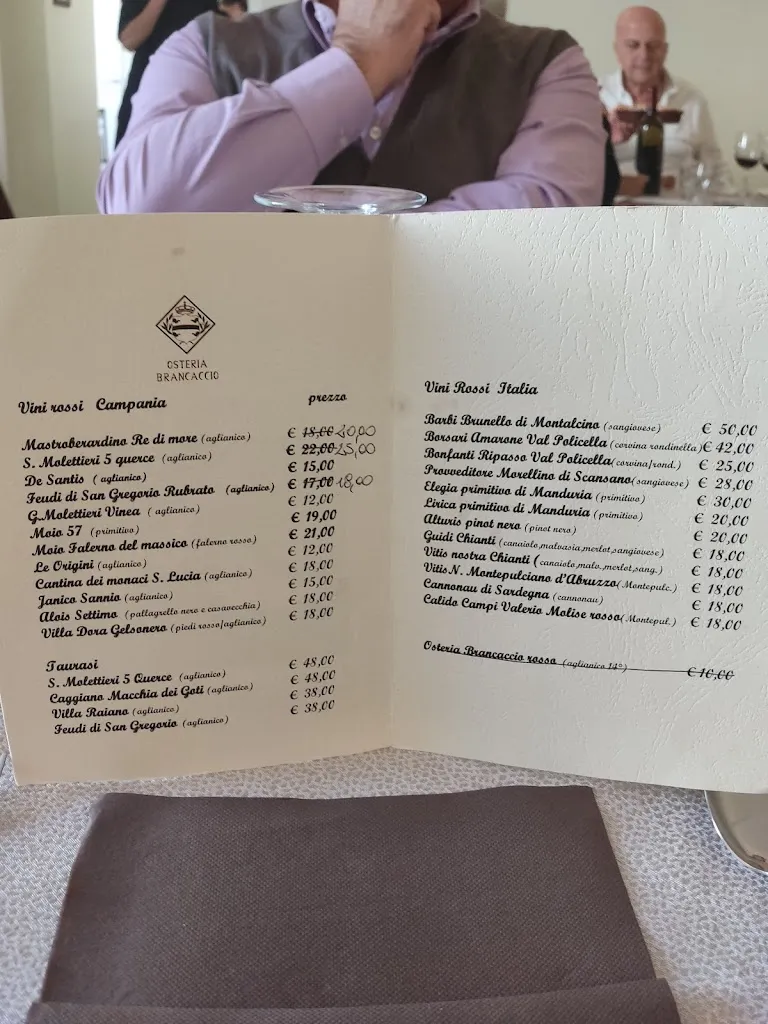 OSTERIA
BRANCACCIO
Vini rossi Campania prezzo
Mastroberardino Re di more (aglianico) € 18,00 20,00
S. Molettieri 5 querce (aglianico) € 22,00 25,00
De Santis (aglianico) € 15,00
Feudi di San Gregorio Rubrato (aglianico) € 17,00 18,00
G.Molettieri Vinea (aglianico) € 12,00
Moio 57 (primitivo) € 19,00
Moio Falerno del massico (falerno rosso) € 21,00
Le Origini (aglianico) € 12,00
Cantina dei monaci S. Lucia (aglianico) € 18,00
Janico Sannio (aglianico) € 15,00
Alois Settimo (pallagrello nero e casavecchia) € 18,00
Villa Dora Gelsonero (piedi rosso/aglianico) € 18,00
Taurasi
S. Molettieri 5 Querce (aglianico) € 48,00
Caggiano Macchia dei Goti (aglianico) € 48,00
Villa Raiano (aglianico) € 38,00
Feudi di San Gregorio (aglianico) € 38,00
Vini Rossi Italia
Barbi Brunello di Montalcino (sangiovese) € 50,00
Borsari Amarone Val Policella (corvina rondinella) € 42,00
Bonfanti Ripasso Val Policella (corvina/rond.) € 25,00
Proweditore Morellino di Scansano (sangiovese) € 28,00
Elegia primitivo di Manduria (primitivo) € 30,00
Lirica primitivo di Manduria (primitivo) € 20,00
Alturis pinot nero (pinot nero) € 20,00
Guidi Chianti (canaiolo,malvasia,merlot,sangiovese) € 18,00
Vitis nostra Chianti (canaiolo,malv.,merlot,sang.) € 18,00
Vitis N. Montepulciano d'Abruzzo (Montepulc.) € 18,00
Cannonau di Sardegna (cannonau) € 18,00
Calido Campi Valerio Molise rosso (Montepul.) € 18,00
Osteria Brancaccio rosso (aglianico 14°) € 10,00